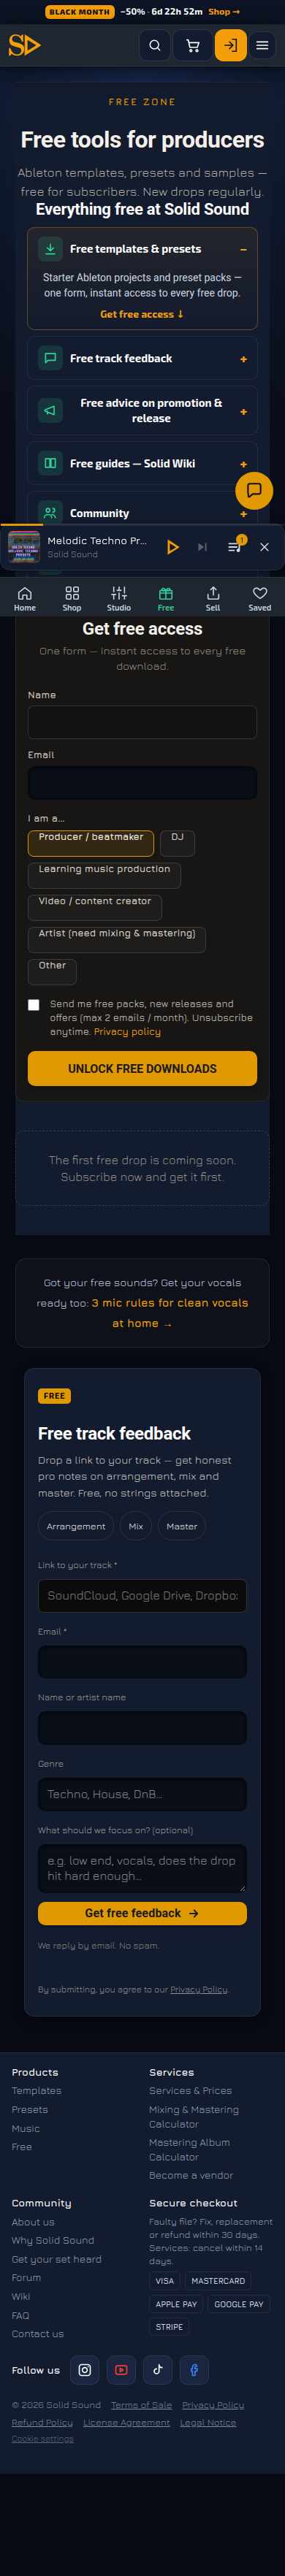 BLACK MONTH −50% · 6d 22h 52m Shop →
FREE ZONE
Free tools for producers
Ableton templates, presets and samples —
free for subscribers. New drops regularly.
Everything free at Solid Sound
Free templates & presets −
Starter Ableton projects and preset packs —
one form, instant access to every free drop.
Get free access ↓
Free track feedback +
Free advice on promotion &
release +
Free guides — Solid Wiki +
Community +
Melodic Techno Pr...
Solid Sound
1
Home Shop Studio Free Sell Saved
Get free access
One form — instant access to every free
download.
Name
Email
I am a...
Producer / beatmaker DJ
Learning music production
Video / content creator
Artist (need mixing & mastering)
Other
Send me free packs, new releases and
offers (max 2 emails / month). Unsubscribe
anytime. Privacy policy
UNLOCK FREE DOWNLOADS
The first free drop is coming soon.
Subscribe now and get it first.
Got your free sounds? Get your vocals
ready too: 3 mic rules for clean vocals
at home →
FREE
Free track feedback
Drop a link to your track — get honest
pro notes on arrangement, mix and
master. Free, no strings attached.
Arrangement Mix Master
Link to your track *
SoundCloud, Google Drive, Dropbo
Email *
Name or artist name
Genre
Techno, House, DnB...
What should we focus on? (optional)
e.g. low end, vocals, does the drop
hit hard enough...
Get free feedback →
We reply by email. No spam.
By submitting, you agree to our Privacy Policy.
Products
Templates
Presets
Music
Free
Services
Services & Prices
Mixing & Mastering
Calculator
Mastering Album
Calculator
Become a vendor
Community
About us
Why Solid Sound
Get your set heard
Forum
Wiki
FAQ
Contact us
Secure checkout
Faulty file? Fix, replacement
or refund within 30 days.
Services: cancel within 14
days.
VISA MASTERCARD
APPLE PAY GOOGLE PAY
STRIPE
Follow us
© 2026 Solid Sound Terms of Sale Privacy Policy
Refund Policy License Agreement Legal Notice
Cookie settings